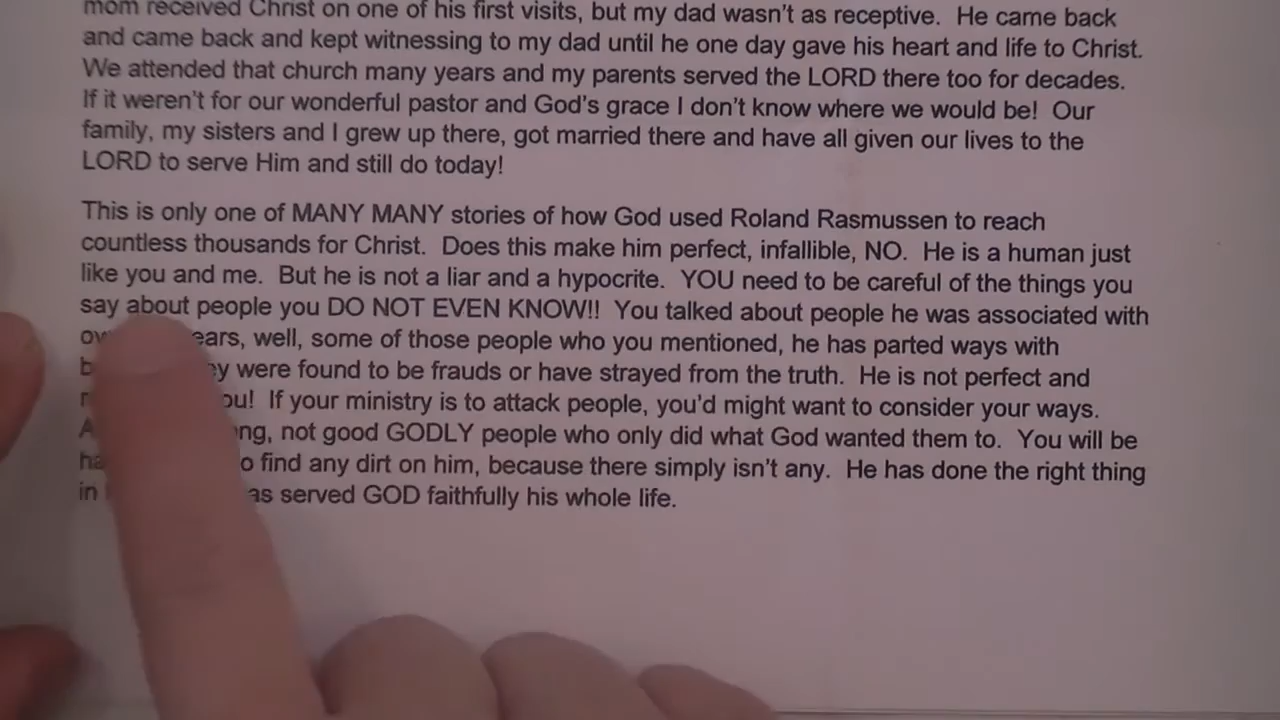 mom received Christ on one of his first visits, but my dad wasn't as receptive. He came back
and came back and kept witnessing to my dad until he one day gave his heart and life to Christ.
We attended that church many years and my parents served the LORD there too for decades.
If it weren't for our wonderful pastor and God's grace I don't know where we would be! Our
family, my sisters and I grew up there, got married there and have all given our lives to the
LORD to serve Him and still do today!
This is only one of MANY MANY stories of how God used Roland Rasmussen to reach
countless thousands for Christ. Does this make him perfect, infallible, NO. He is a human just
like you and me. But he is not a liar and a hypocrite. YOU need to be careful of the things you
say about people you DO NOT EVEN KNOW!! You talked about people he was associated with
well, some of those people who you mentioned, he has parted ways with
were found to be frauds or have strayed from the truth. He is not perfect and
If your ministry is to attack people, you'd might want to consider your ways.
not good GODLY people who only did what God wanted them to. You will be
find any dirt on him, because there simply isn't any. He has done the right thing
in served GOD faithfully his whole life.